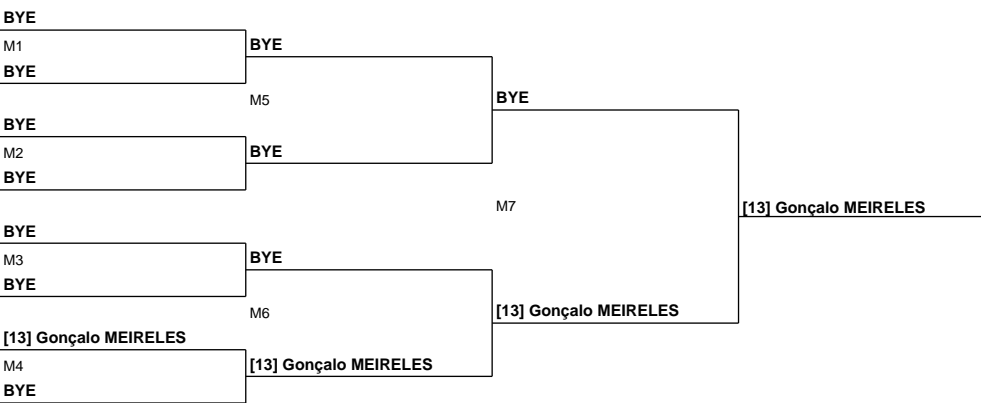 BYE
M1
BYE
BYE
M5
BYE
BYE
M2
BYE
BYE
M7
[13] Gonçalo MEIRELES
BYE
M3
BYE
BYE
M6
[13] Gonçalo MEIRELES
[13] Gonçalo MEIRELES
M4
[13] Gonçalo MEIRELES
BYE